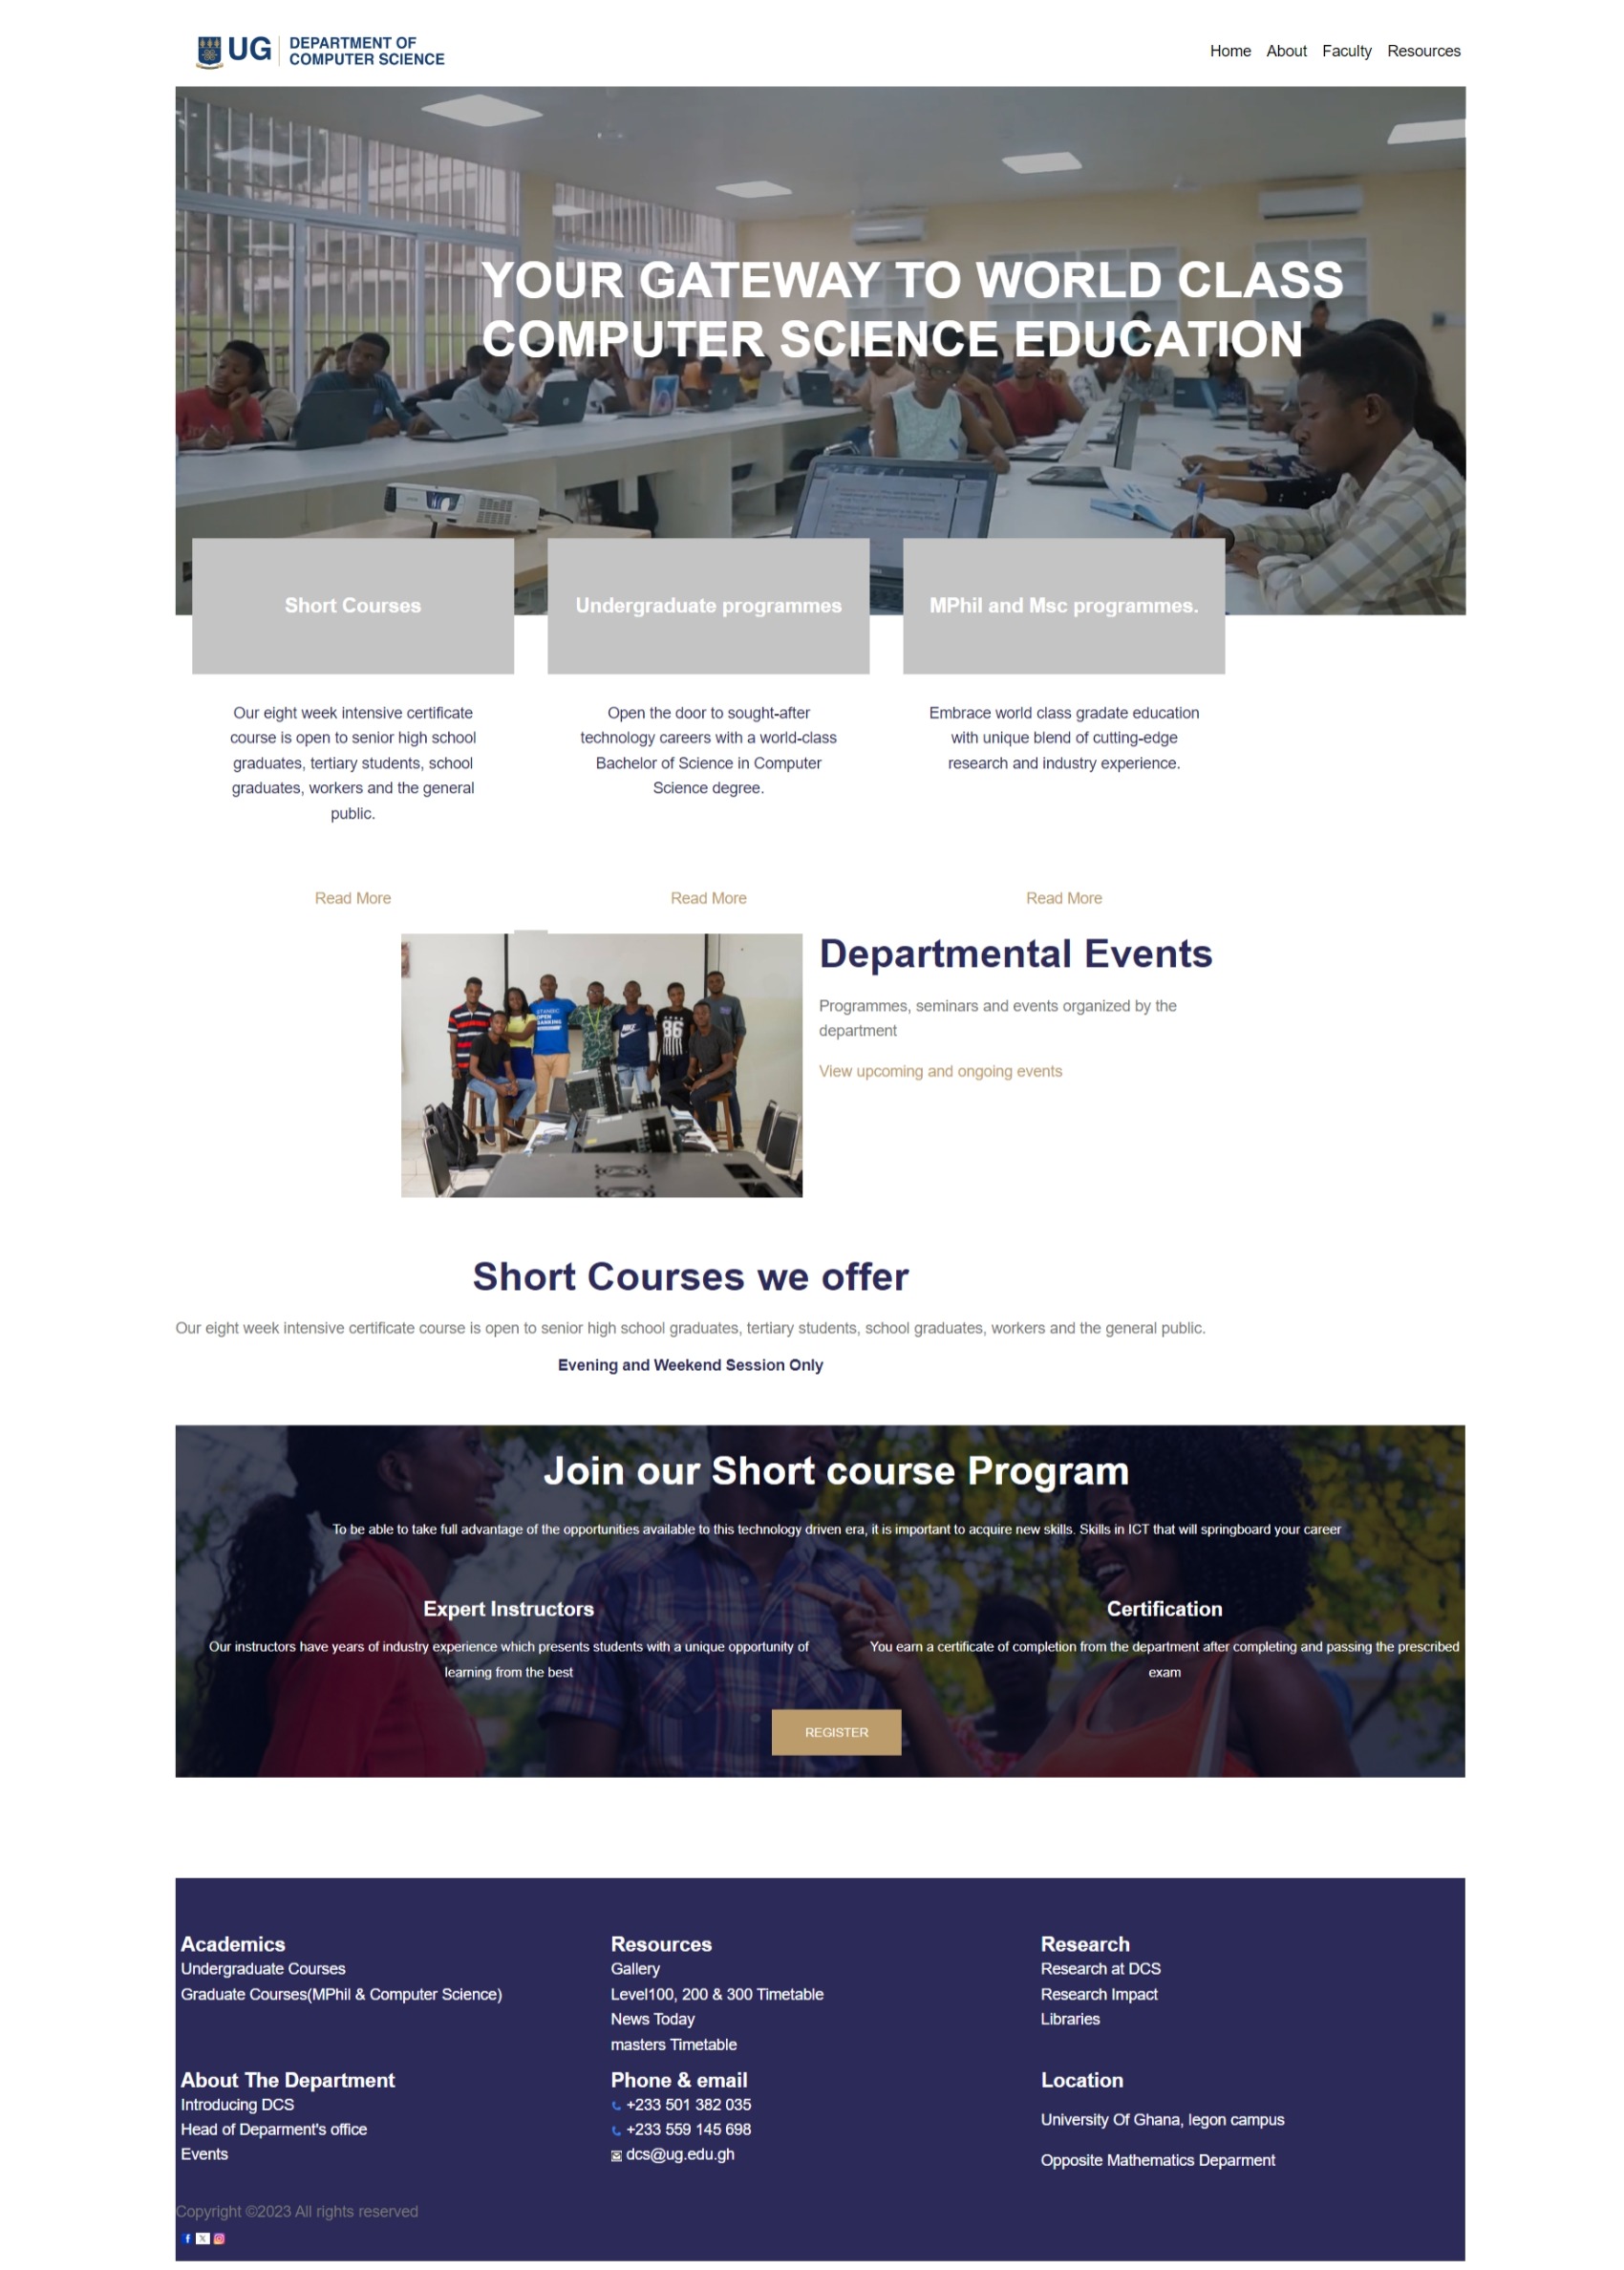 UG
DEPARTMENT OF
COMPUTER SCIENCE
Home About Faculty Resources
YOUR GATEWAY TO WORLD CLASS
COMPUTER SCIENCE EDUCATION
Short Courses
Undergraduate programmes
MPhil and Msc programmes.
Our eight week intensive certificate
course is open to senior high school
graduates, tertiary students, school
graduates, workers and the general
public.
Open the door to sought-after
technology careers with a world-class
Bachelor of Science in Computer
Science degree.
Embrace world class gradate education
with unique blend of cutting-edge
research and industry experience.
Read More
Read More
Read More
86
Departmental Events
Programmes, seminars and events organized by the
department
View upcoming and ongoing events
Short Courses we offer
Our eight week intensive certificate course is open to senior high school graduates, tertiary students, school graduates, workers and the general public.
Evening and Weekend Session Only
Join our Short course Program
To be able to take full advantage of the opportunities available to this technology driven era, it is important to acquire new skills. Skills in ICT that will springboard your career
Expert Instructors
Our instructors have years of industry experience which presents students with a unique opportunity of
learning from the best
Certification
You earn a certificate of completion from the department after completing and passing the prescribed
exam
REGISTER
Academics
Undergraduate Courses
Graduate Courses(MPhil & Computer Science)
Resources
Gallery
Level100, 200 & 300 Timetable
News Today
masters Timetable
Research
Research at DCS
Research Impact
Libraries
About The Department
Introducing DCS
Head of Deparment's office
Events
Phone & email
+233 501 382 035
+233 559 145 698
dcs@ug.edu.gh
Location
University Of Ghana, legon campus
Opposite Mathematics Deparment
Copyright ©2023 All rights reserved